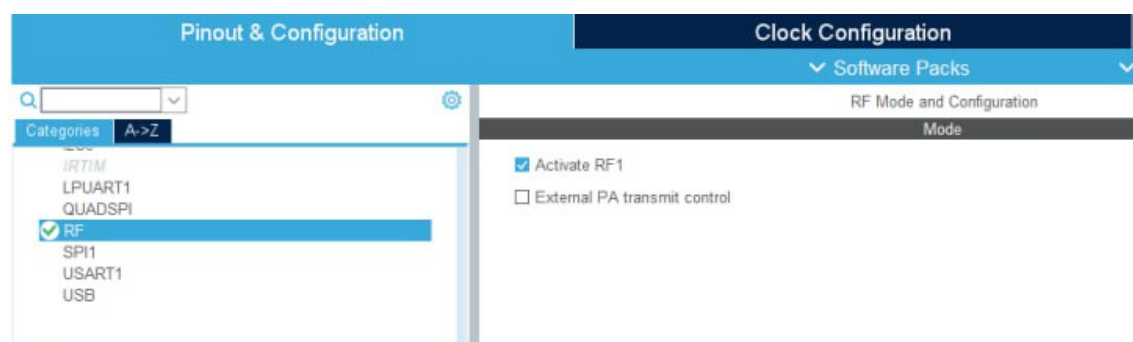 Pinout & Configuration
Clock Configuration
Software Packs
RF Mode and Configuration
Categories
A->Z
Mode
IRTIM
LPUART1
QUADSPI
RF
SPI1
USART1
USB
Activate RF1
External PA transmit control